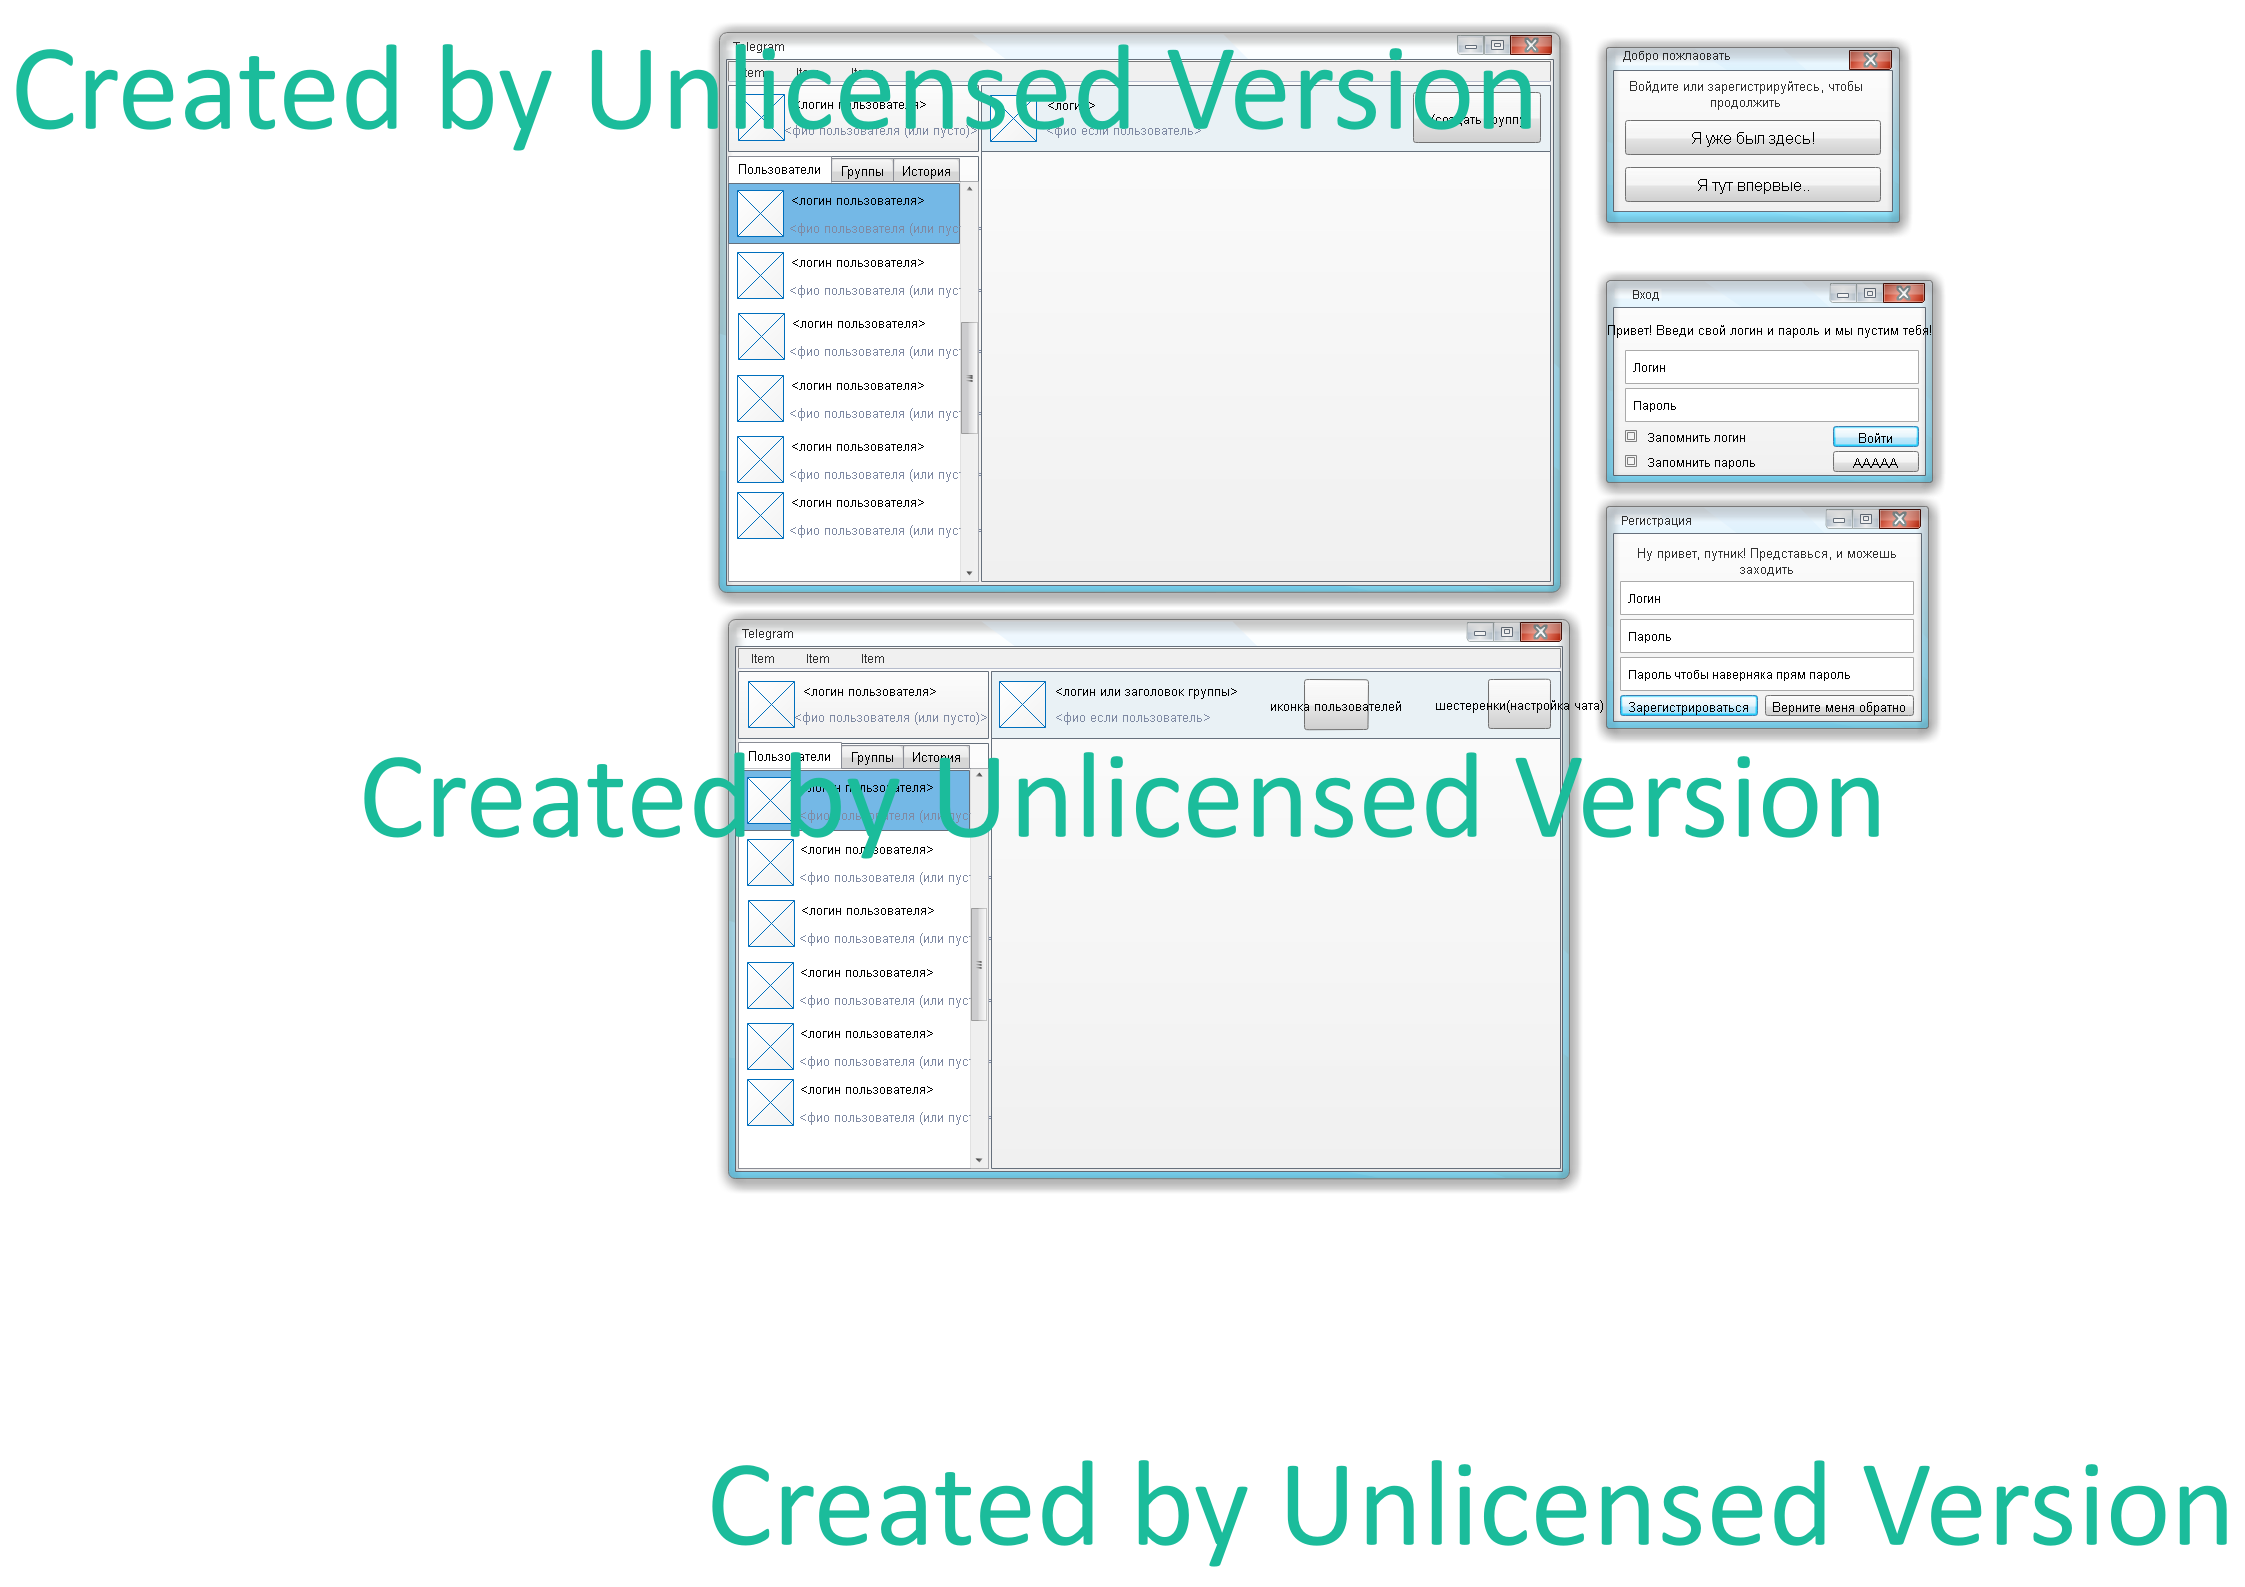 Created by Unlicensed Version
Telegram
Item Item Item
<логин пользователя>
<фио пользователя (или пусто)>
<логин>
<фио если пользователь>
(создать группу
Пользователи Группы История
<логин пользователя>
<фио пользователя (или пус
<логин пользователя>
<фио пользователя (или пус
<логин пользователя>
<фио пользователя (или пус
<логин пользователя>
<фио пользователя (или пус
<логин пользователя>
<фио пользователя (или пус
<логин пользователя>
<фио пользователя (или пус
Добро пожлаовать
Войдите или зарегистрируйтесь, чтобы
продолжить
Я уже был здесь!
Я тут впервые..
Вход
Привет! Введи свой логин и пароль и мы пустим тебя!
Логин
Пароль
Запомнить логин
Войти
Запомнить пароль
ААААА
Регистрация
Ну привет, путник! Представься, и можешь
заходить
Логин
Пароль
Пароль чтобы наверняка прям пароль
Зарегистрироваться
Верните меня обратно
Telegram
Item Item Item
<логин пользователя>
<фио пользователя (или пусто)>
<логин или заголовок группы>
<фио если пользователь>
иконка пользователей
шестеренки(настройка чата)
Пользователи Группы История
Created by Unlicensed Version
<логин пользователя>
<фио пользователя (или пус
<логин пользователя>
<фио пользователя (или пус
<логин пользователя>
<фио пользователя (или пус
<логин пользователя>
<фио пользователя (или пус
<логин пользователя>
<фио пользователя (или пус
<логин пользователя>
<фио пользователя (или пус
Created by Unlicensed Version